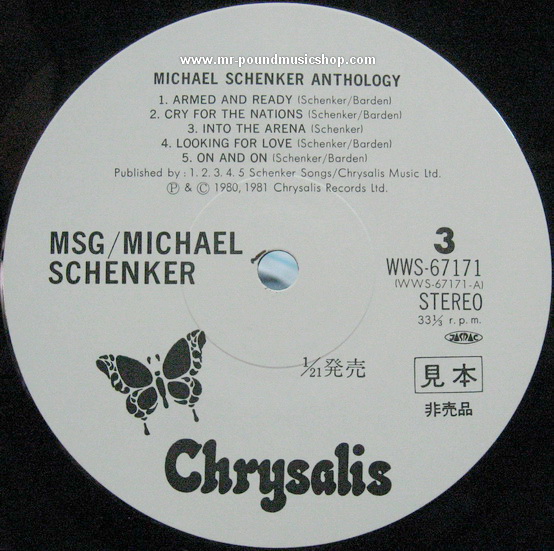 www.mr-poundmusicshop.com
MICHAEL SCHENKER ANTHOLOGY
1. ARMED AND READY (Schenker/Barden)
2. CRY FOR THE NATIONS (Schenker/Barden)
3. INTO THE ARENA (Schenker)
4. LOOKING FOR LOVE (Schenker/Barden)
5. ON AND ON (Schenker/Barden)
Published by : 1. 2. 3. 4. 5 Schenker Songs/Chrysalis Music Ltd.
Ⓟ & © 1980, 1981 Chrysalis Records Ltd.
MSG/MICHAEL
SCHENKER
3
WWS-67171
(WWS-67171-A)
STEREO
33⅓ r.p.m.
JASRAC
1/21発売
見本
非売品
Chrysalis